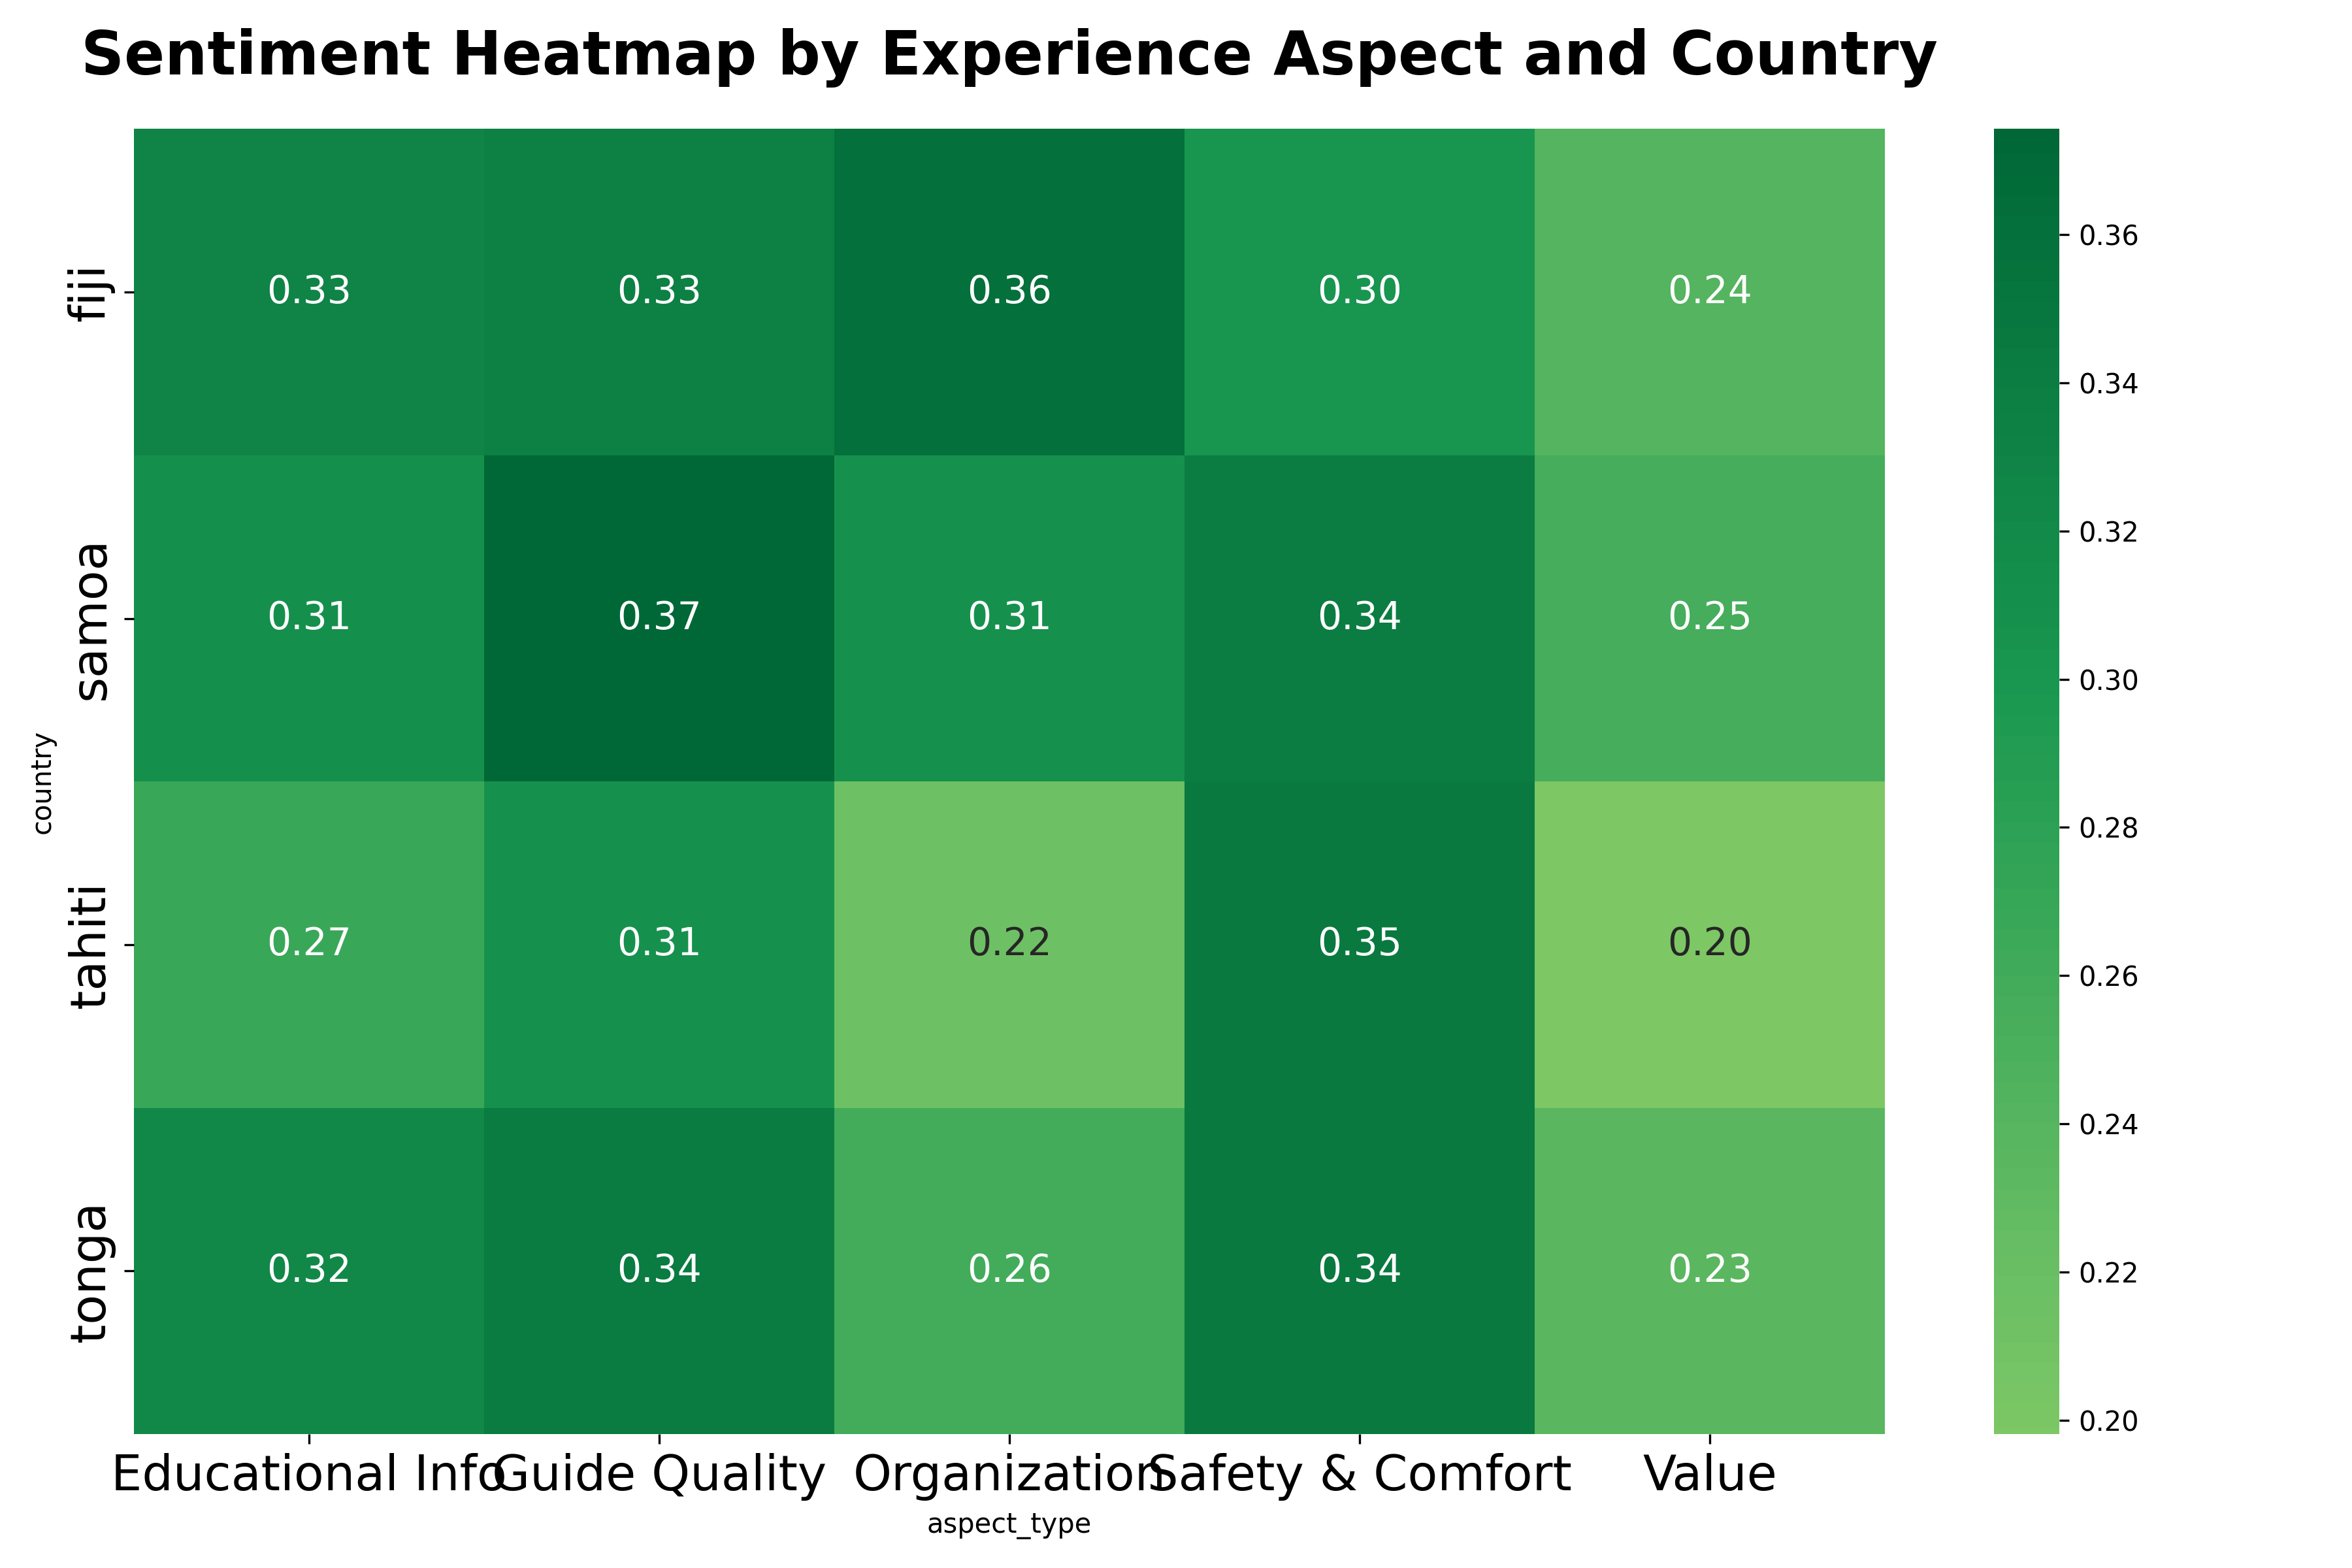 Sentiment Heatmap by Experience Aspect and Country
fiji
0.33 0.33 0.36 0.30 0.24
samoa
0.31 0.37 0.31 0.34 0.25
country
tahiti
0.27 0.31 0.22 0.35 0.20
tonga
0.32 0.34 0.26 0.34 0.23
Educational Info Guide Quality Organization Safety & Comfort Value
aspect_type
0.36
0.34
0.32
0.30
0.28
0.26
0.24
0.22
0.20